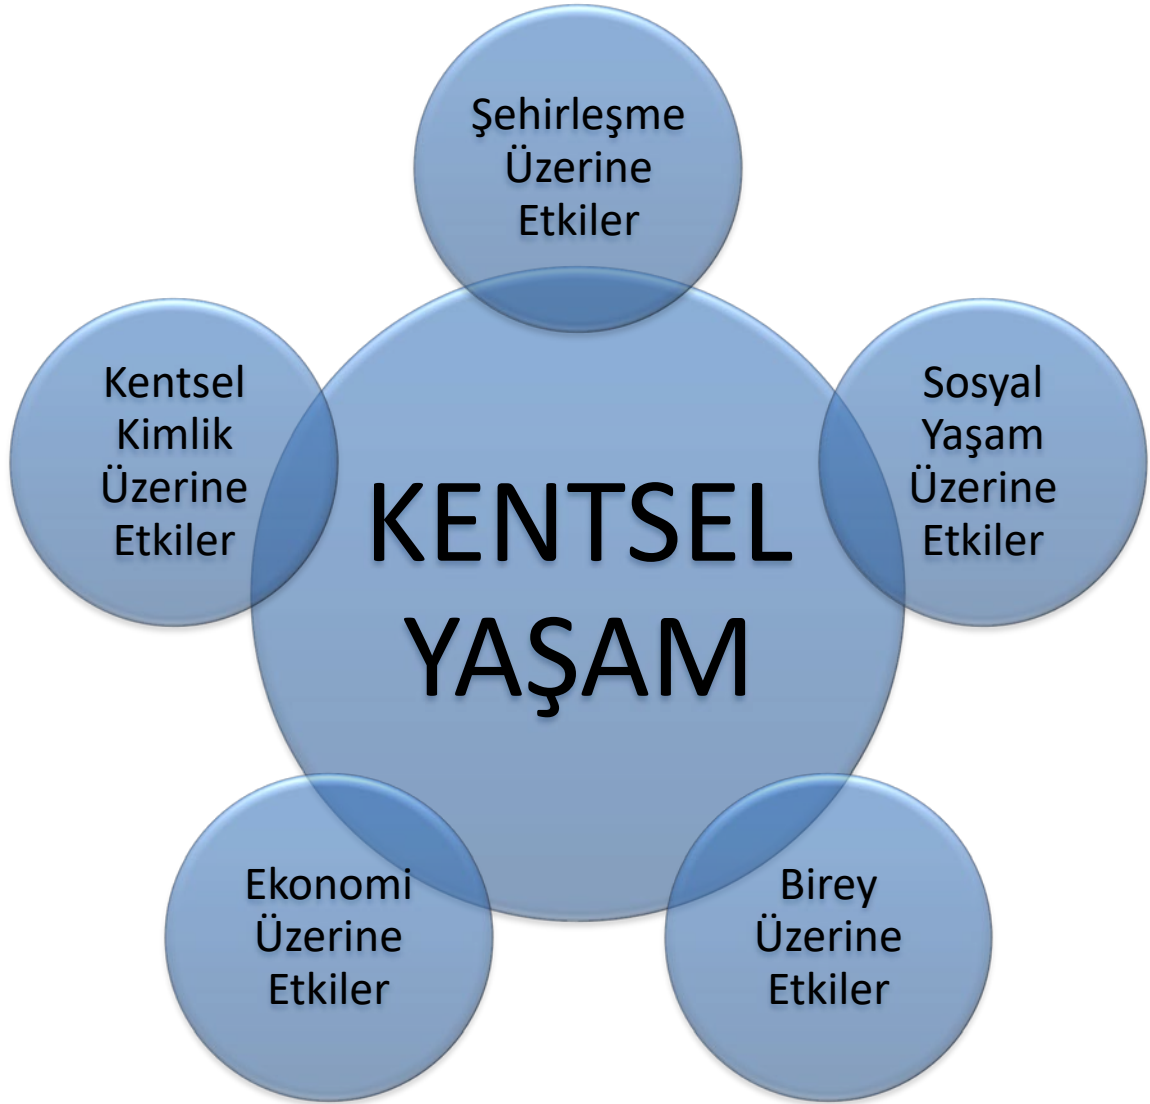 Şehirleşme
Üzerine
Etkiler
Kentsel
Kimlik
Üzerine
Etkiler
KENTSEL
YAŞAM
Sosyal
Yaşam
Üzerine
Etkiler
Ekonomi
Üzerine
Etkiler
Birey
Üzerine
Etkiler